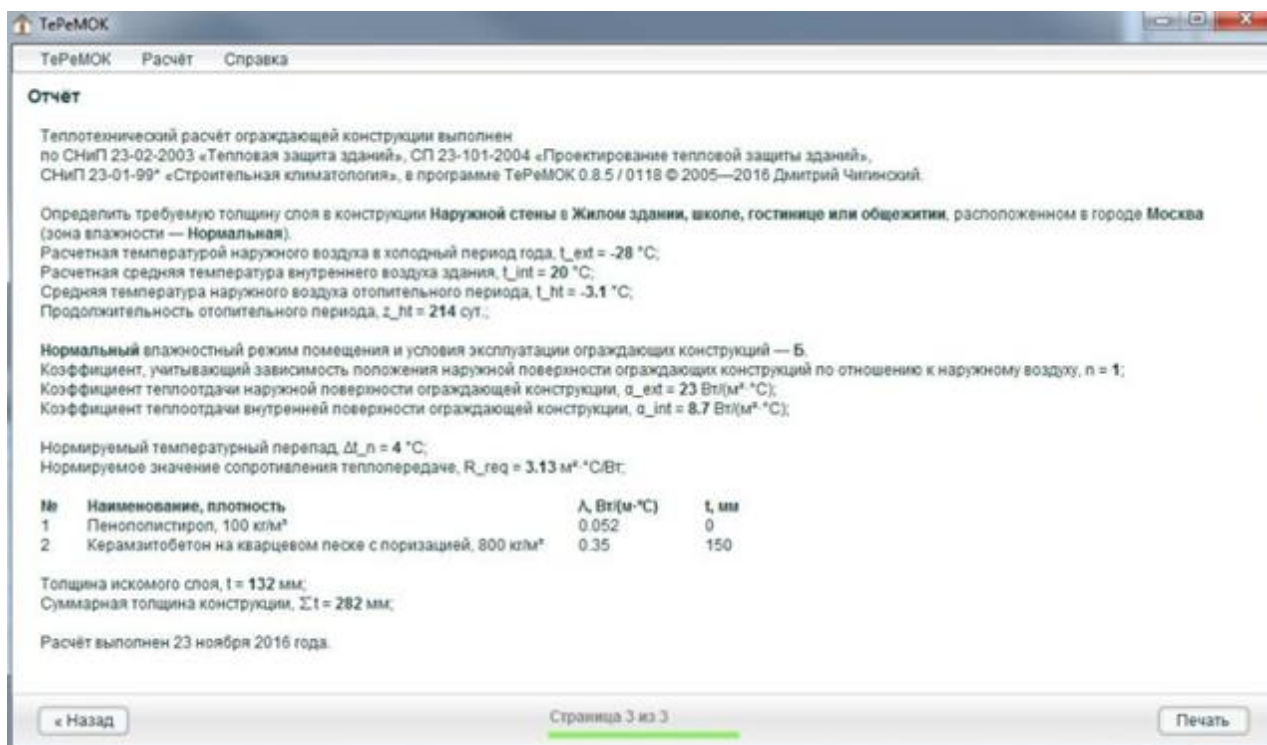 ТеРеМОК
ТеРеМОК Расчёт Справка
Отчёт
Теплотехнический расчёт ограждающей конструкции выполнен
по СНиП 23-02-2003 «Тепловая защита зданий», СП 23-101-2004 «Проектирование тепловой защиты зданий»,
СНиП 23-01-99* «Строительная климатология», в программе ТеРеМОК 0.8.5 / 0118 © 2005—2016 Дмитрий Чигинский.
Определить требуемую толщину слоя в конструкции Наружной стены в Жилом здании, школе, гостинице или общежитии, расположенном в городе Москва
(зона влажности — Нормальная).
Расчетная температурой наружного воздуха в холодный период года, t_ext = -28 °C;
Расчетная средняя температура внутреннего воздуха здания, t_int = 20 °C;
Средняя температура наружного воздуха отопительного периода, t_ht = -3.1 °C;
Продолжительность отопительного периода, z_ht = 214 сут.;
Нормальный влажностный режим помещения и условия эксплуатации ограждающих конструкций — Б.
Коэффициент, учитывающий зависимость положения наружной поверхности ограждающих конструкций по отношению к наружному воздуху, n = 1;
Коэффициент теплоотдачи наружной поверхности ограждающей конструкции, α_ext = 23 Вт/(м²·°C);
Коэффициент теплоотдачи внутренней поверхности ограждающей конструкции, α_int = 8.7 Вт/(м²·°C);
Нормируемый температурный перепад, Δt_n = 4 °C;
Нормируемое значение сопротивления теплопередаче, R_req = 3.13 м²·°C/Вт;
№ Наименование, плотность λ, Вт/(м·°C) t, мм
1 Пенополистирол, 100 кг/м³ 0.052 0
2 Керамзитобетон на кварцевом песке с поризацией, 800 кг/м³ 0.35 150
Толщина искомого слоя, t = 132 мм;
Суммарная толщина конструкции, ∑t = 282 мм;
Расчёт выполнен 23 ноября 2016 года.
« Назад Страница 3 из 3 Печать